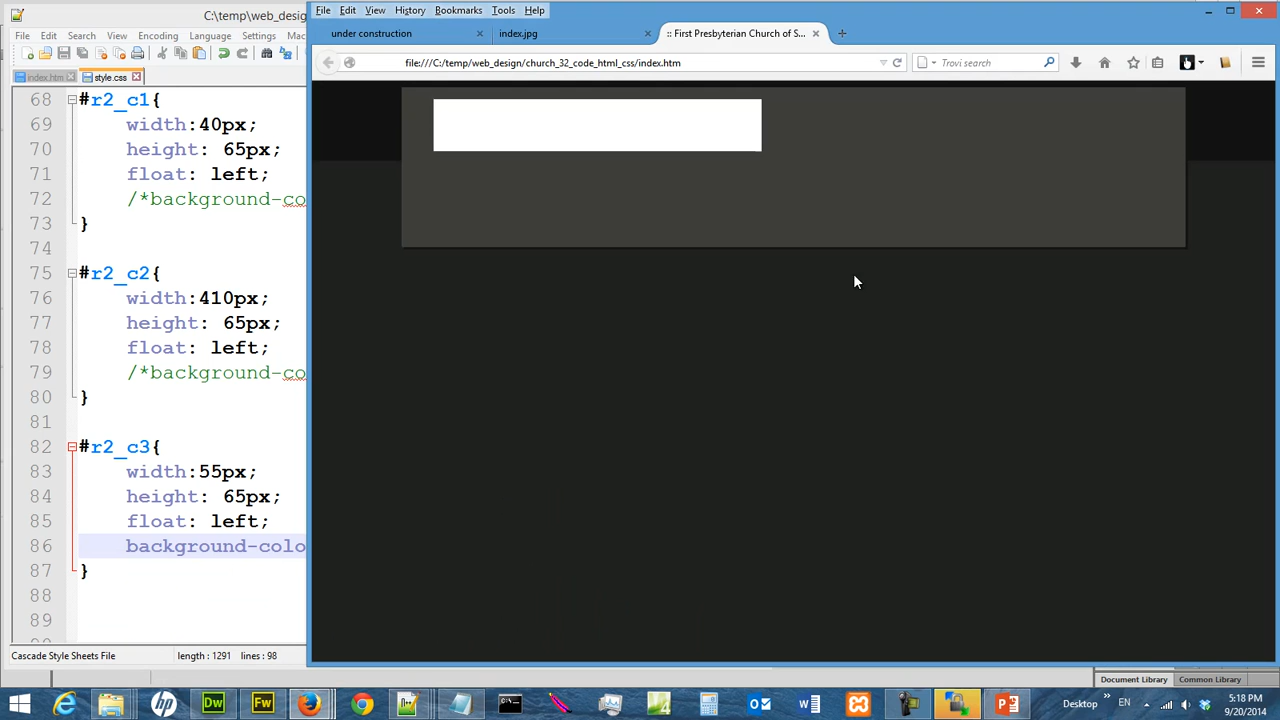 C:\temp\web_desig
File Edit Search View Encoding Language Settings Mac
index.htm style.css
68 #r2_c1{
69 width:40px;
70 height: 65px;
71 float: left;
72 /*background-co
73 }
74
75 #r2_c2{
76 width:410px;
77 height: 65px;
78 float: left;
79 /*background-co
80 }
81
82 #r2_c3{
83 width:55px;
84 height: 65px;
85 float: left;
86 background-colo
87 }
88
89
Cascade Style Sheets File length : 1291 lines : 98
File Edit View History Bookmarks Tools Help
under construction index.jpg :: First Presbyterian Church of S...
file:///C:/temp/web_design/church_32_code_html_css/index.htm Trovi search
Document Library Common Library
Dw Fw Desktop EN 5:18 PM
9/20/2014